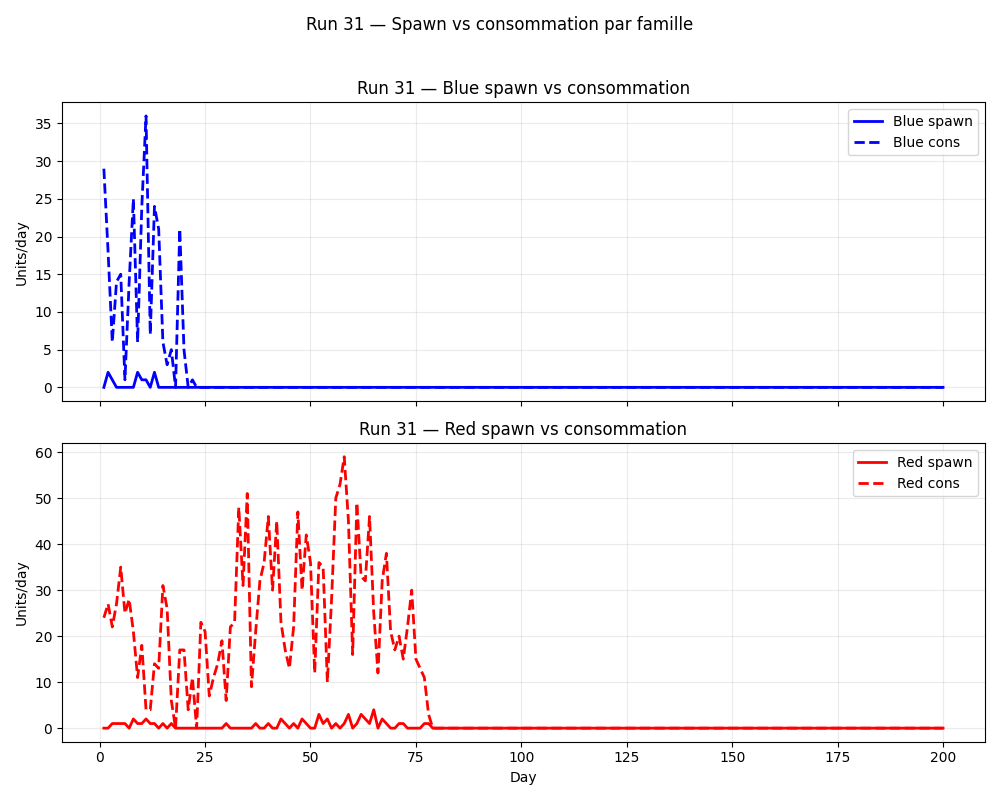 Run 31 — Spawn vs consommation par famille
Run 31 — Blue spawn vs consommation
35
30
25
20
15
10
5
0
Units/day
Blue spawn
Blue cons
Run 31 — Red spawn vs consommation
60
50
40
30
20
10
0
Units/day
Red spawn
Red cons
0 25 50 75 100 125 150 175 200
Day